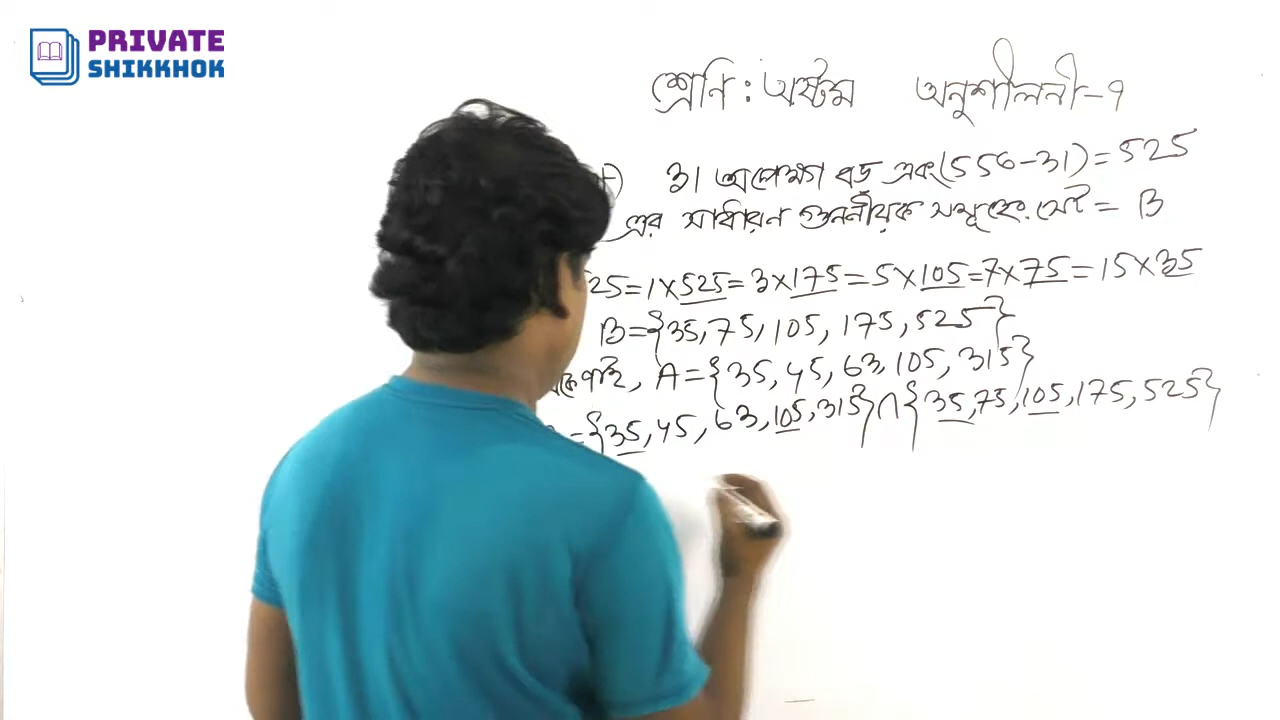 PRIVATE
SHIKKHOK
শ্রেণি : অষ্টম অনুশীলনী-৭
31 অপেক্ষা বড় এবং (556-31) = 525
এর সাধারন গুননীয়ক সমূহের সেট = B
25 = 1×525 = 3×175 = 5×105 = 7×75 = 15×35
B = {35, 75, 105, 175, 525}
পাই, A = {35, 45, 63, 105, 315}
= {35, 45, 63, 105, 315} ∩ {35, 75, 105, 175, 525}